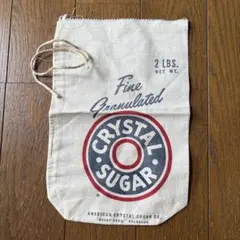 2 LBS.
NET WT.
Fine
Granulated
CRYSTAL
SUGAR
AMERICAN CRYSTAL SUGAR CO.